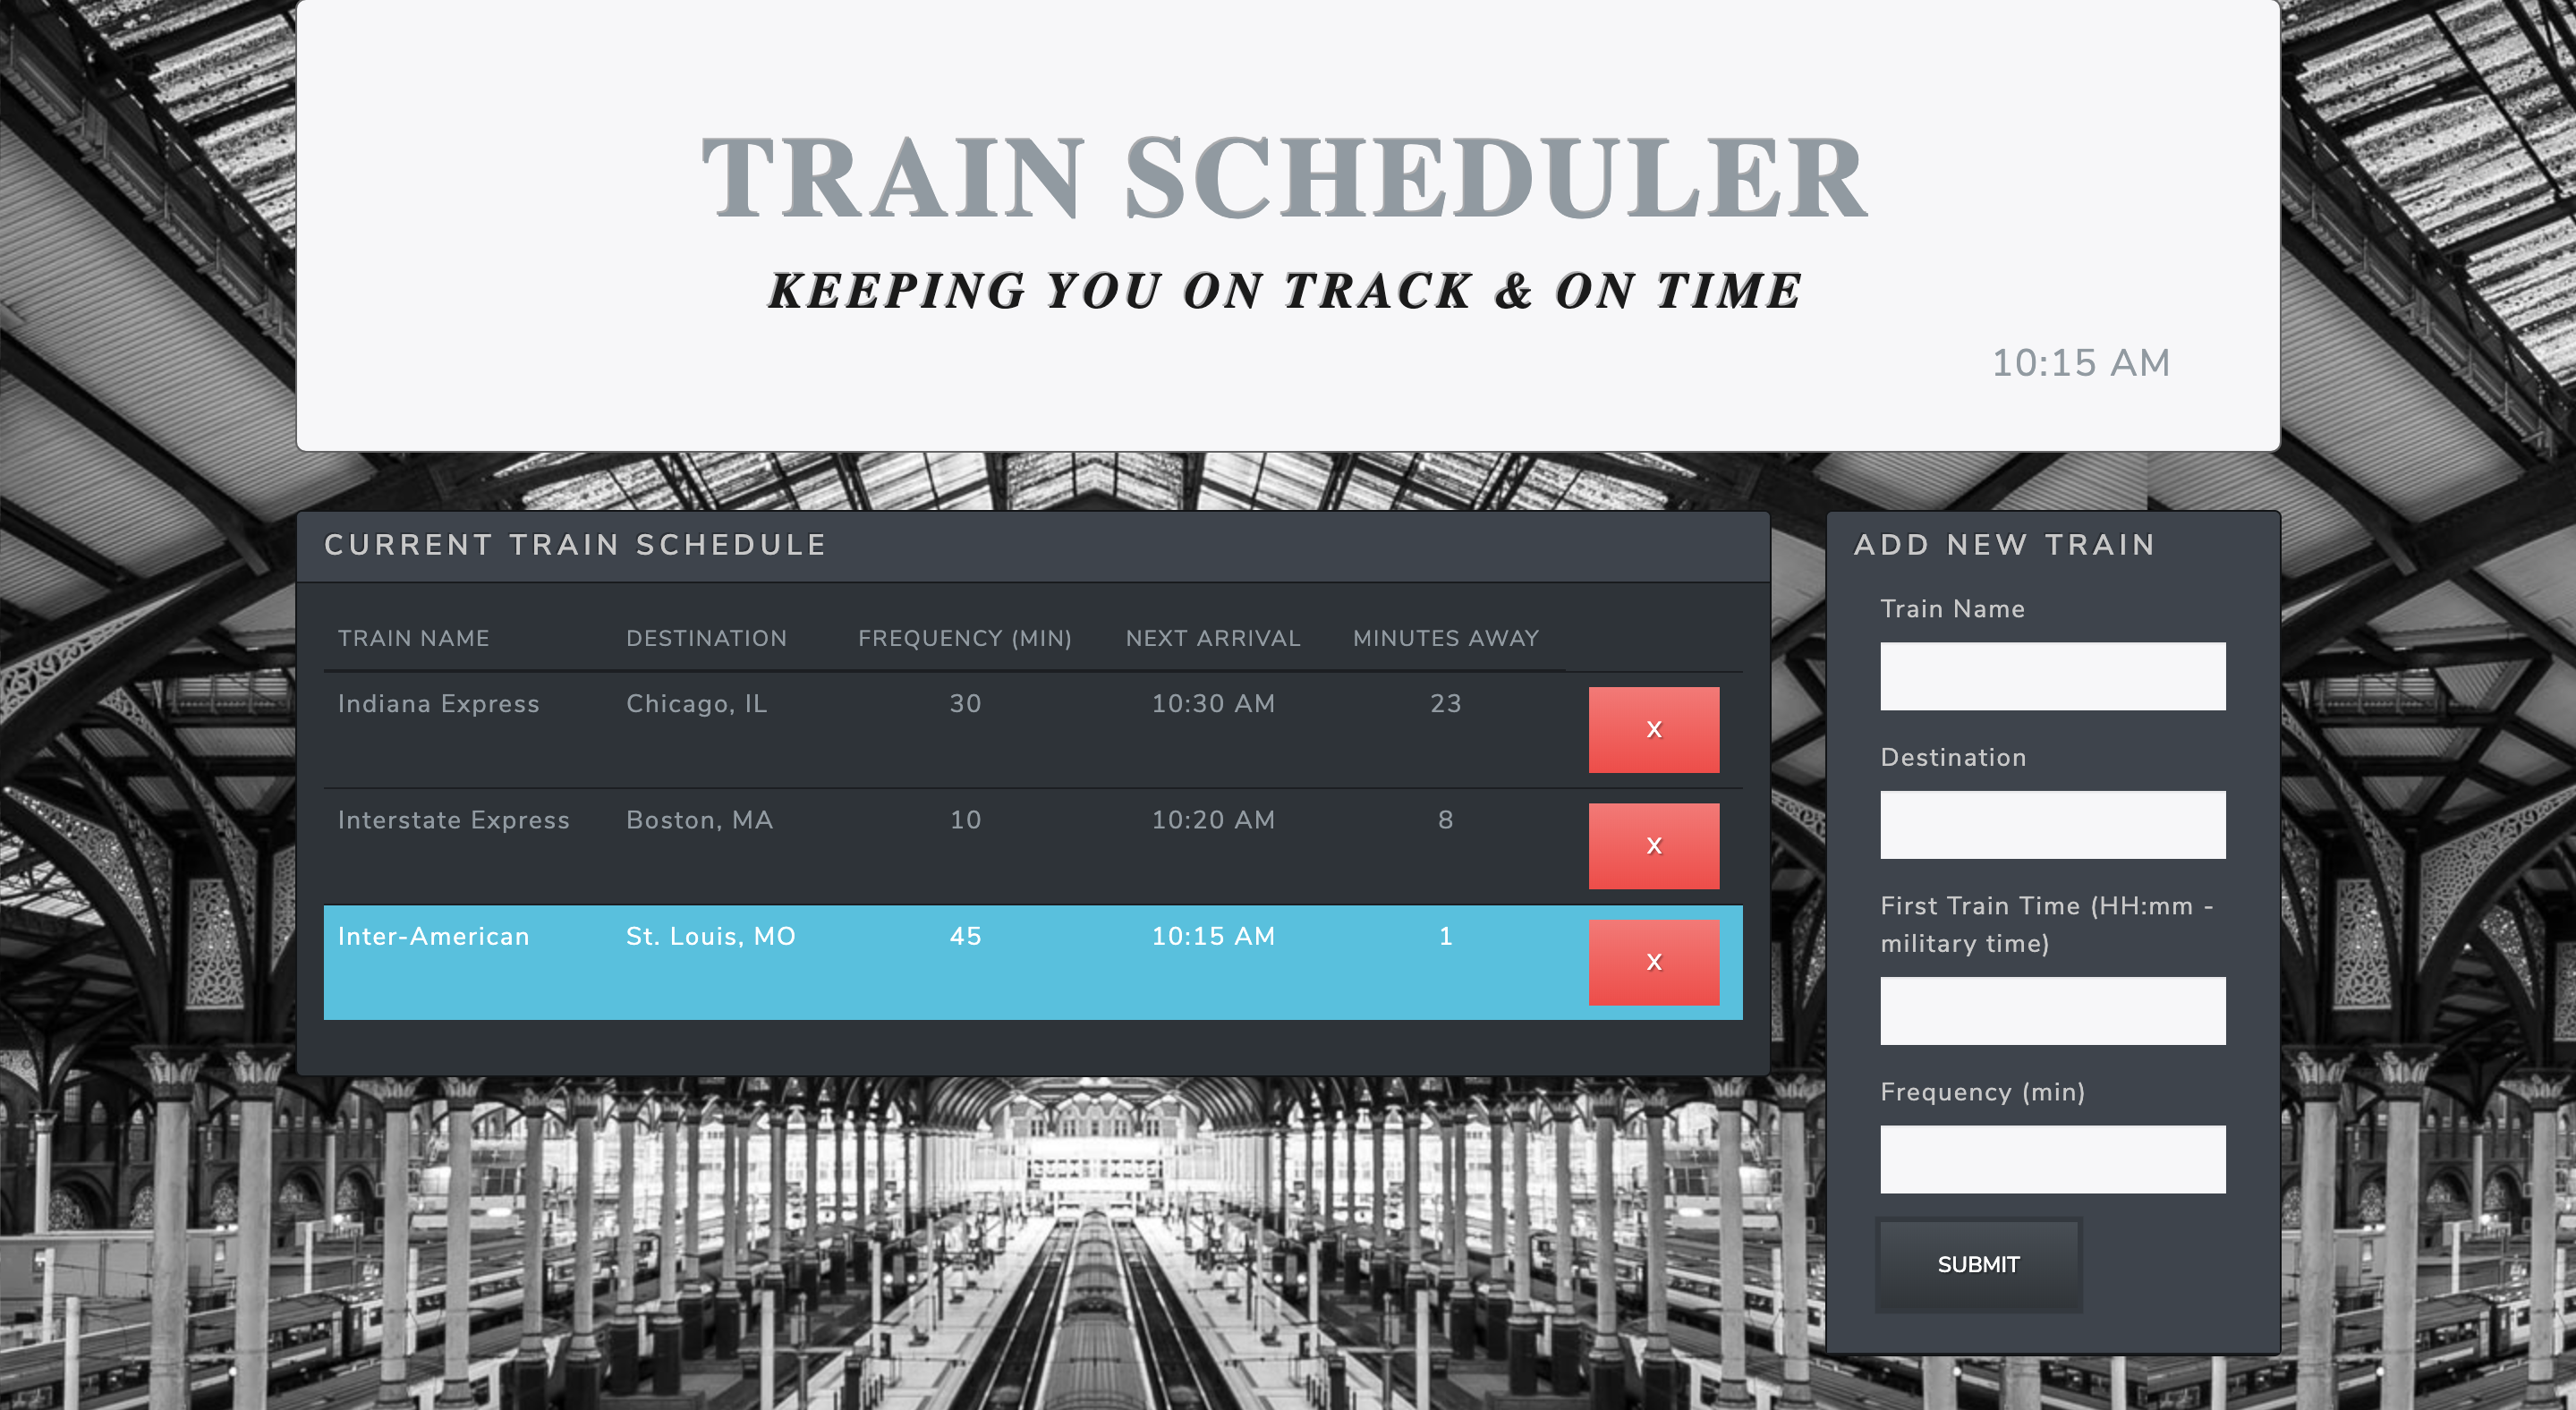 TRAIN SCHEDULER
KEEPING YOU ON TRACK & ON TIME
10:15 AM
CURRENT TRAIN SCHEDULE
TRAIN NAME DESTINATION FREQUENCY (MIN) NEXT ARRIVAL MINUTES AWAY
Indiana Express Chicago, IL 30 10:30 AM 23 X
Interstate Express Boston, MA 10 10:20 AM 8 X
Inter-American St. Louis, MO 45 10:15 AM 1 X
ADD NEW TRAIN
Train Name
Destination
First Train Time (HH:mm -
military time)
Frequency (min)
SUBMIT